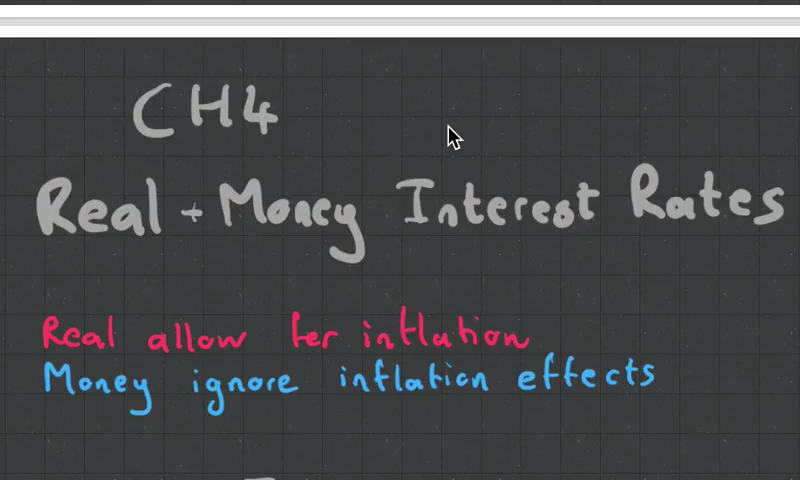 CH4
Real + Money Interest Rates
Real allow for inflation
Money ignore inflation effects